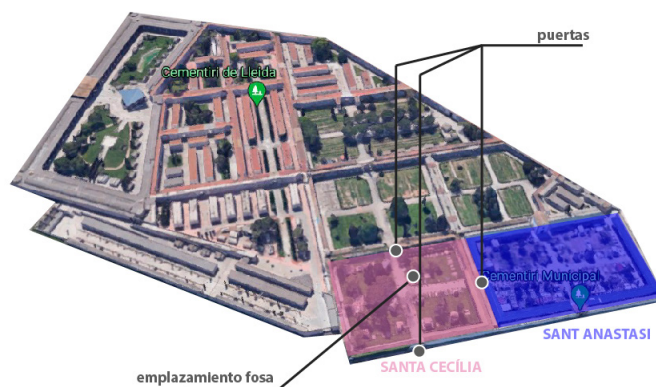 puertas
Cementiri de Lleida
Cementiri Municipal
SANT ANASTASI
SANTA CECÍLIA
emplazamiento fosa